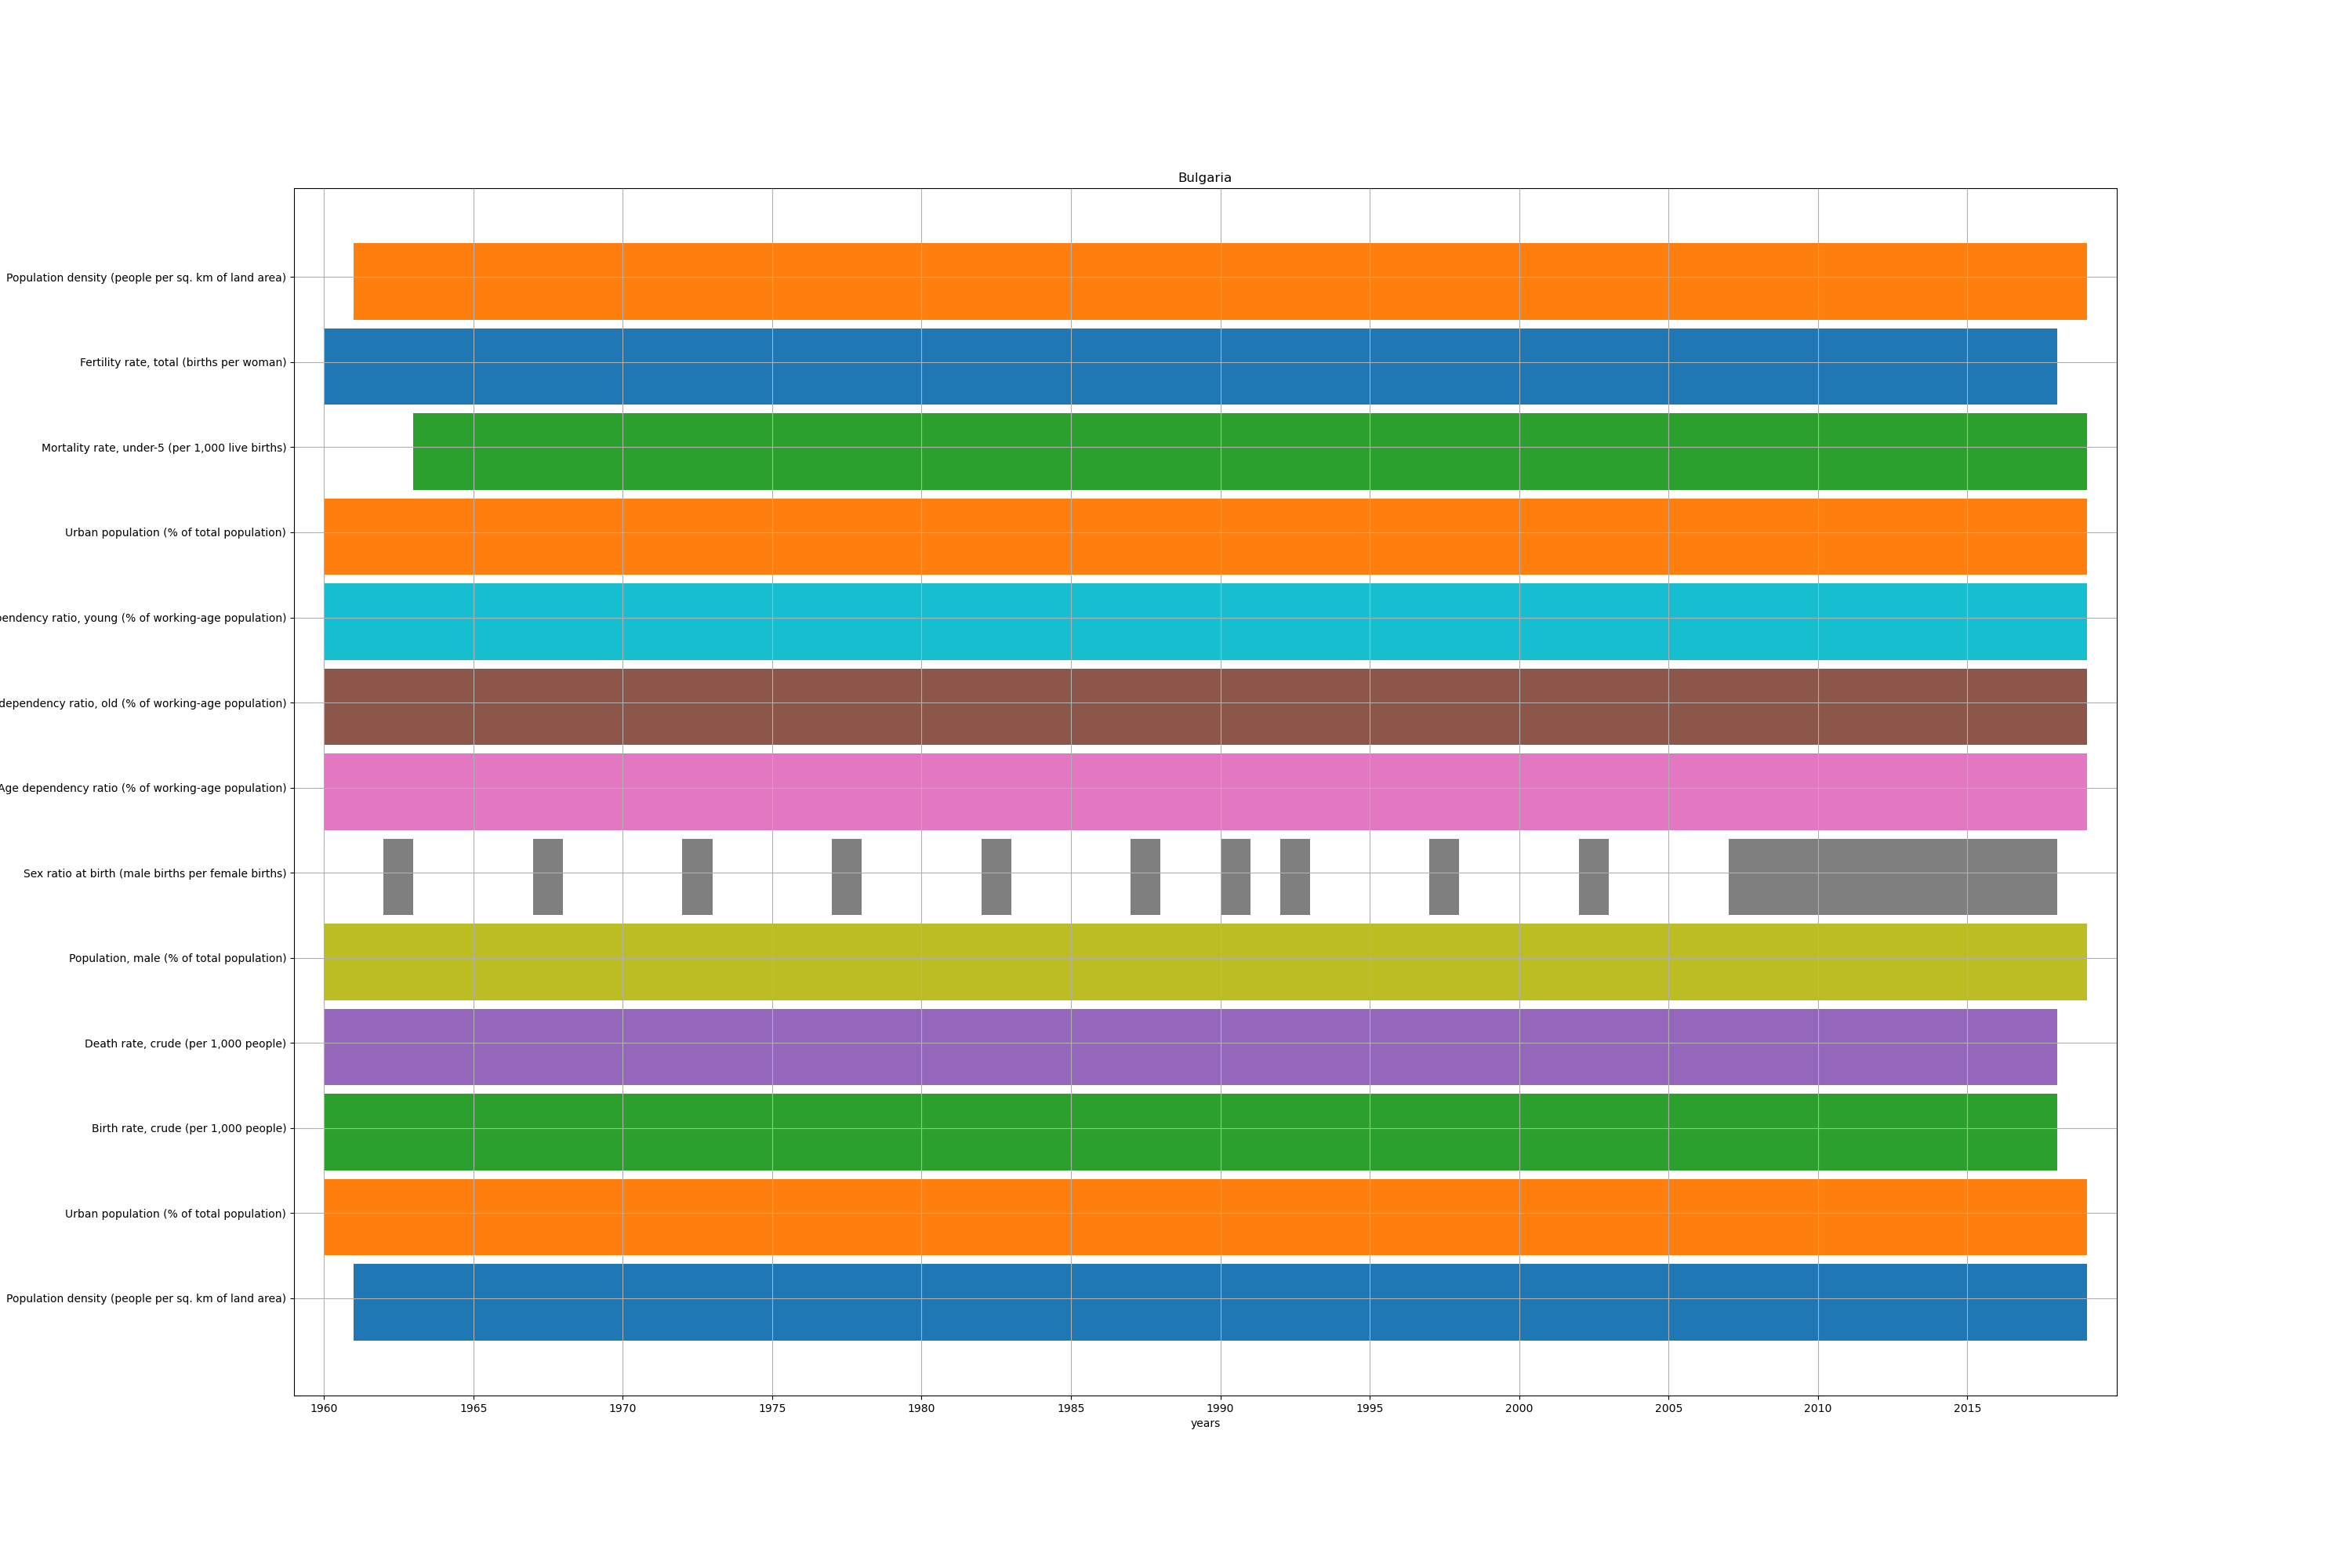 Bulgaria
Population density (people per sq. km of land area)
Fertility rate, total (births per woman)
Mortality rate, under-5 (per 1,000 live births)
Urban population (% of total population)
ratio, young (% of working-age population)
dependency ratio, old (% of working-age population)
Age dependency ratio (% of working-age population)
Sex ratio at birth (male births per female births)
Population, male (% of total population)
Death rate, crude (per 1,000 people)
Birth rate, crude (per 1,000 people)
Urban population (% of total population)
Population density (people per sq. km of land area)
1960 1965 1970 1975 1980 1985 1990 1995 2000 2005 2010 2015
years